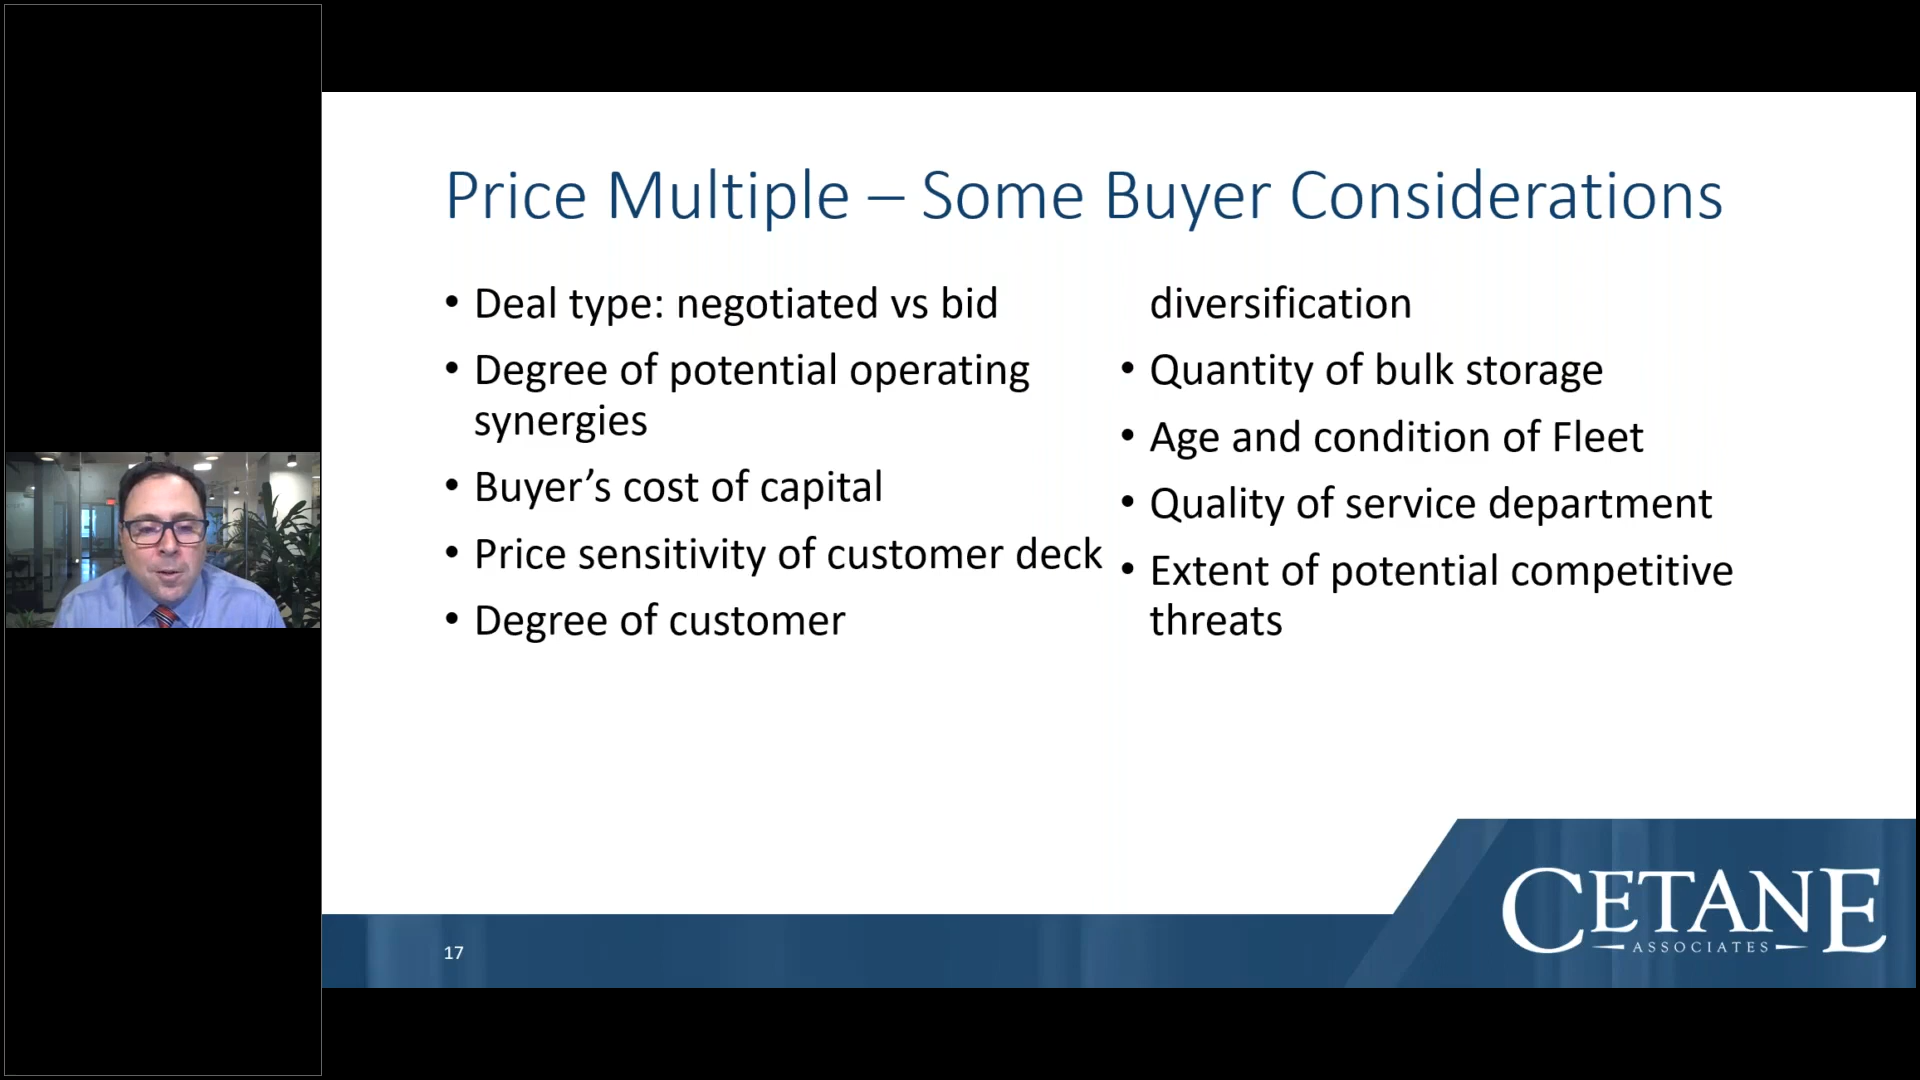 Price Multiple – Some Buyer Considerations
• Deal type: negotiated vs bid
• Degree of potential operating
synergies
• Buyer’s cost of capital
• Price sensitivity of customer deck
• Degree of customer
diversification
• Quantity of bulk storage
• Age and condition of Fleet
• Quality of service department
• Extent of potential competitive
threats
17
CETANE
ASSOCIATES